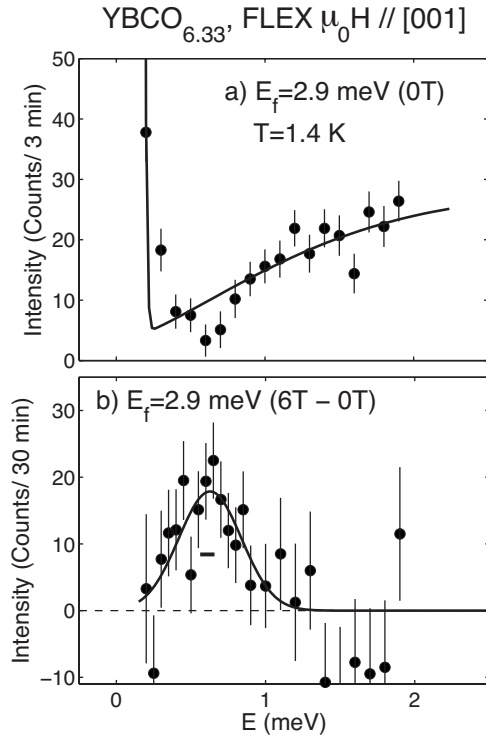 YBCO6.33, FLEX μ0H // [001]
a) Ef=2.9 meV (0T)
T=1.4 K
Intensity (Counts/ 3 min)
50
40
30
20
10
0
b) Ef=2.9 meV (6T − 0T)
Intensity (Counts/ 30 min)
30
20
10
0
−10
0 1 2
E (meV)